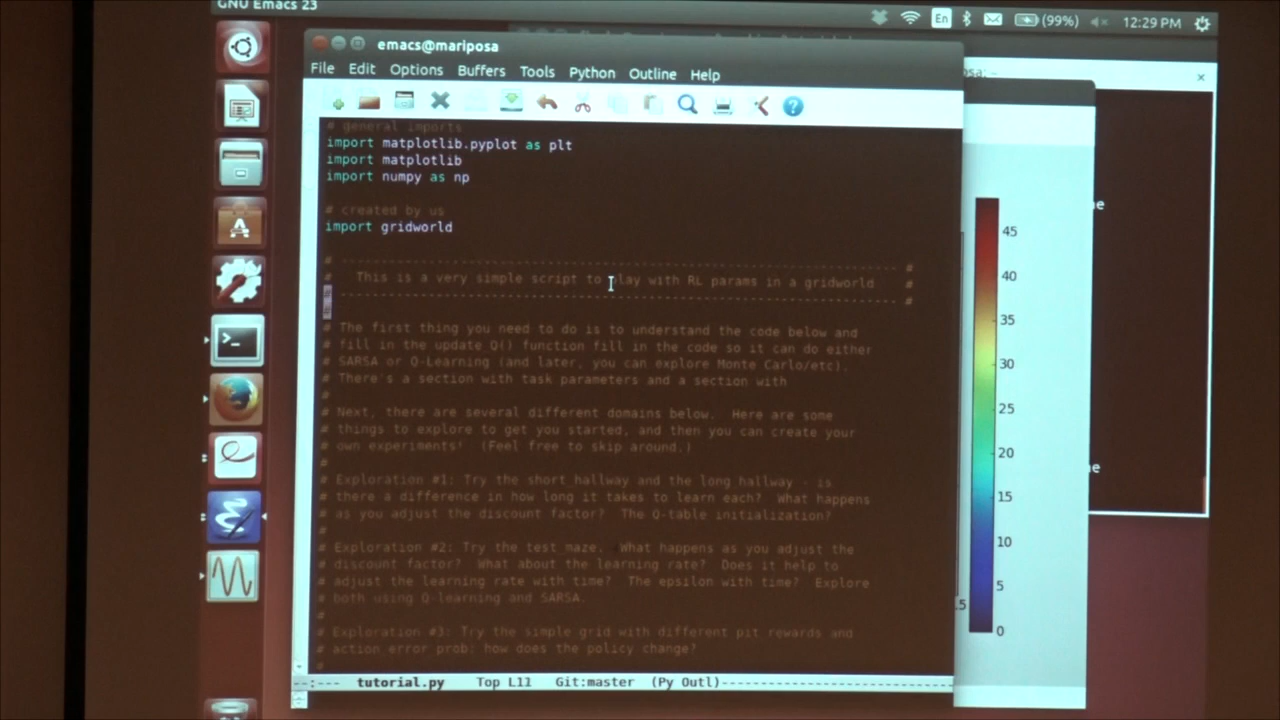 GNU Emacs 23
En
(99%)
12:29 PM
emacs@mariposa
File Edit Options Buffers Tools Python Outline Help
# general imports
import matplotlib.pyplot as plt
import matplotlib
import numpy as np
# created by us
import gridworld
# ------------------------------------------------------------------------------ #
# This is a very simple script to play with RL params in a gridworld #
# ------------------------------------------------------------------------------ #
#
# The first thing you need to do is to understand the code below and
# fill in the update Q() function fill in the code so it can do either
# SARSA or Q-Learning (and later, you can explore Monte Carlo/etc).
# There's a section with task parameters and a section with
#
# Next, there are several different domains below. Here are some
# things to explore to get you started, and then you can create your
# own experiments! (Feel free to skip around.)
#
# Exploration #1: Try the short hallway and the long hallway - is
# there a difference in how long it takes to learn each? What happens
# as you adjust the discount factor? The Q-table initialization?
#
# Exploration #2: Try the test maze. What happens as you adjust the
# discount factor? What about the learning rate? Does it help to
# adjust the learning rate with time? The epsilon with time? Explore
# both using Q-learning and SARSA.
#
# Exploration #3: Try the simple grid with different pit rewards and
# action error prob: how does the policy change?
#
--:--- tutorial.py Top L11 Git:master (Py Outl)
45
40
35
30
25
20
15
10
5
0